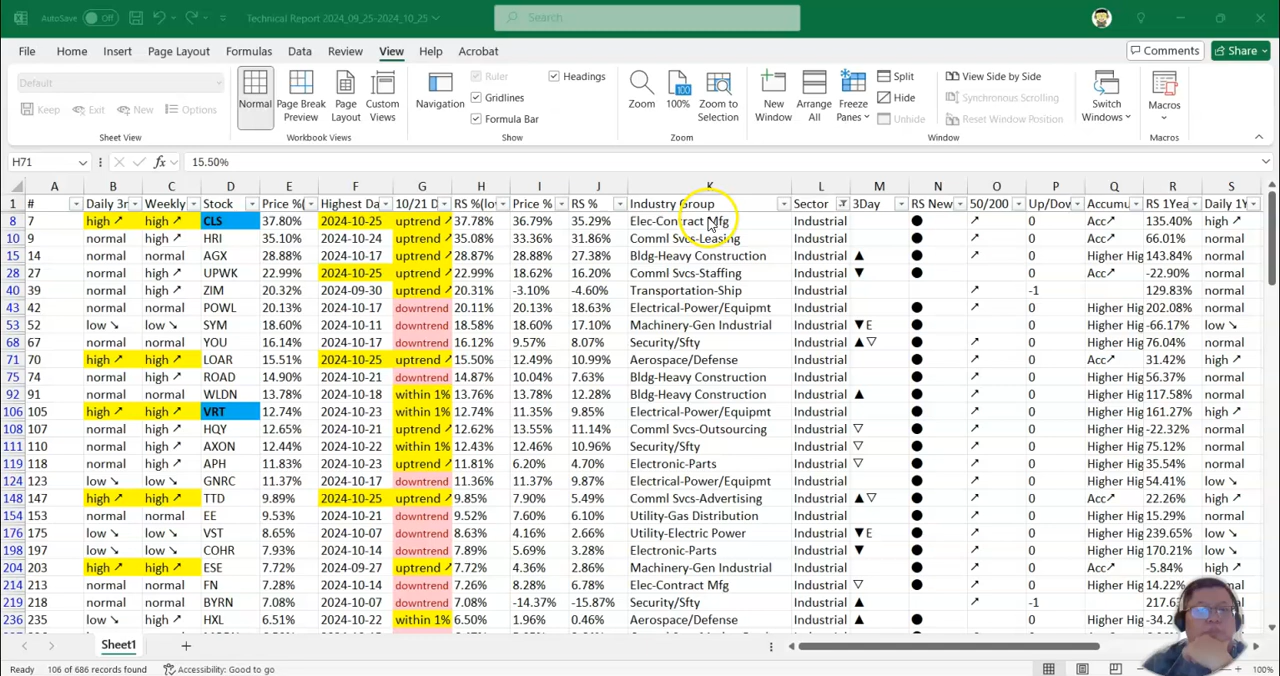 AutoSave Off Technical Report 2024_09_25-2024_10_25 Search
File Home Insert Page Layout Formulas Data Review View Help Acrobat Comments Share
Default Normal Page Break Preview Page Layout Custom Views Navigation Ruler Headings Gridlines Formula Bar Zoom 100% Zoom to Selection New Window Arrange All Freeze Panes Split Hide Unhide View Side by Side Synchronous Scrolling Reset Window Position Switch Windows Macros
Keep Exit New Options
Sheet View Workbook Views Show Zoom Window Macros
H71 fx 15.50%
A B C D E F G H I J K L M N O P Q R S
1 # Daily 3 Weekly Stock Price %( Highest Da 10/21 D RS %(lo Price % RS % Industry Group Sector 3Day RS New 50/200 Up/Dow Accumu RS 1Year Daily 1Y
8 7 high ↗ high ↗ CLS 37.80% 2024-10-25 uptrend ↗ 37.78% 36.79% 35.29% Elec-Contract Mfg Industrial ● ↗ 0 Acc↗ 135.40% high ↗
10 9 normal high ↗ HRI 35.10% 2024-10-24 uptrend ↗ 35.08% 33.36% 31.86% Comml Svcs-Leasing Industrial ● ↗ 0 Acc↗ 66.01% normal
15 14 normal normal AGX 28.88% 2024-10-17 uptrend ↗ 28.87% 28.88% 27.38% Bldg-Heavy Construction Industrial ▲ ● ↗ 0 Higher Hig 143.84% normal
28 27 normal high ↗ UPWK 22.99% 2024-10-25 uptrend ↗ 22.99% 18.62% 16.20% Comml Svcs-Staffing Industrial ▼ ● 0 Acc↗ -22.90% normal
40 39 normal high ↗ ZIM 20.32% 2024-09-30 uptrend ↗ 20.31% -3.10% -4.60% Transportation-Ship Industrial ↗ -1 129.83% normal
43 42 normal normal POWL 20.13% 2024-10-17 downtrend 20.11% 20.13% 18.63% Electrical-Power/Equipmt Industrial ● ↗ 0 Higher Hig 202.08% normal
53 52 low ↘ low ↘ SYM 18.60% 2024-10-11 downtrend 18.58% 18.60% 17.10% Machinery-Gen Industrial Industrial ▼E ● 0 Higher Hig -66.17% low ↘
68 67 normal low ↘ YOU 16.14% 2024-10-17 downtrend 16.12% 9.57% 8.07% Security/Sfty Industrial ▼▽ ● ↗ 0 Higher Hig 76.04% normal
71 70 high ↗ high ↗ LOAR 15.51% 2024-10-25 uptrend ↗ 15.50% 12.49% 10.99% Aerospace/Defense Industrial ● ↗ 0 Acc↗ 31.42% high ↗
75 74 normal high ↗ ROAD 14.90% 2024-10-21 downtrend 14.87% 10.04% 7.63% Bldg-Heavy Construction Industrial ● ↗ 0 Higher Hig 56.37% normal
92 91 normal normal WLDN 13.78% 2024-10-18 within 1% 13.76% 13.78% 12.28% Bldg-Heavy Construction Industrial ▲ ● ↗ 0 Higher Hig 117.58% normal
106 105 high ↗ high ↗ VRT 12.74% 2024-10-23 within 1% 12.74% 11.35% 9.85% Electrical-Power/Equipmt Industrial ● ↗ 0 Higher Hig 161.27% high ↗
108 107 normal high ↗ HQY 12.65% 2024-10-21 uptrend ↗ 12.62% 13.55% 11.14% Comml Svcs-Outsourcing Industrial ▽ ● ↗ 0 Higher Hig -22.32% normal
111 110 normal high ↗ AXON 12.44% 2024-10-22 within 1% 12.43% 12.46% 10.96% Security/Sfty Industrial ▽ ● ↗ 0 Higher Hig 75.12% normal
119 118 normal high ↗ APH 11.83% 2024-10-23 uptrend ↗ 11.81% 6.20% 4.70% Electronic-Parts Industrial ▽ ● ↗ 0 Higher Hig 35.54% normal
124 123 low ↘ low ↘ GNRC 11.37% 2024-10-22 downtrend 11.36% 11.37% 9.87% Electrical-Power/Equipmt Industrial ● ↗ 0 Higher Hig 54.41% low ↘
148 147 high ↗ high ↗ TTD 9.89% 2024-10-25 uptrend ↗ 9.85% 7.90% 5.49% Comml Svcs-Advertising Industrial ▲▽ ● ↗ 0 Acc↗ 22.26% high ↗
154 153 normal normal EE 9.53% 2024-10-21 downtrend 9.52% 7.60% 5.19% Utility-Gas Distribution Industrial ● ↗ 0 Higher Hig 15.29% normal
176 175 low ↘ high ↗ VST 8.65% 2024-10-07 downtrend 8.63% 4.16% 2.66% Utility-Electric Power Industrial ▼E ● ↗ 0 Higher Hig 239.65% low ↘
198 197 low ↘ low ↘ COHR 7.93% 2024-10-14 downtrend 7.89% 5.69% 3.28% Electronic-Parts Industrial ● ↗ 0 Higher Hig 170.21% low ↘
204 203 high ↗ high ↗ ESE 7.72% 2024-09-27 uptrend ↗ 7.72% 4.36% 2.86% Machinery-Gen Industrial Industrial ● ↗ 0 Acc↗ -5.84% high ↗
214 213 normal normal FN 7.28% 2024-10-14 downtrend 7.26% 8.28% 6.78% Elec-Contract Mfg Industrial ▽ ● ↗ 0 Higher Hig 14.22% normal
219 218 normal normal BYRN 7.08% 2024-10-07 downtrend 7.08% -14.37% -15.87% Security/Sfty Industrial ▲ ↗ -1 217.6 normal
236 235 low ↘ high ↗ HXL 6.51% 2024-10-22 within 1% 6.50% 1.96% 0.46% Aerospace/Defense Industrial ▲ ● 0 Higher Hig -34.2 low ↘
Sheet1
Ready 106 of 686 records found Accessibility: Good to go 100%